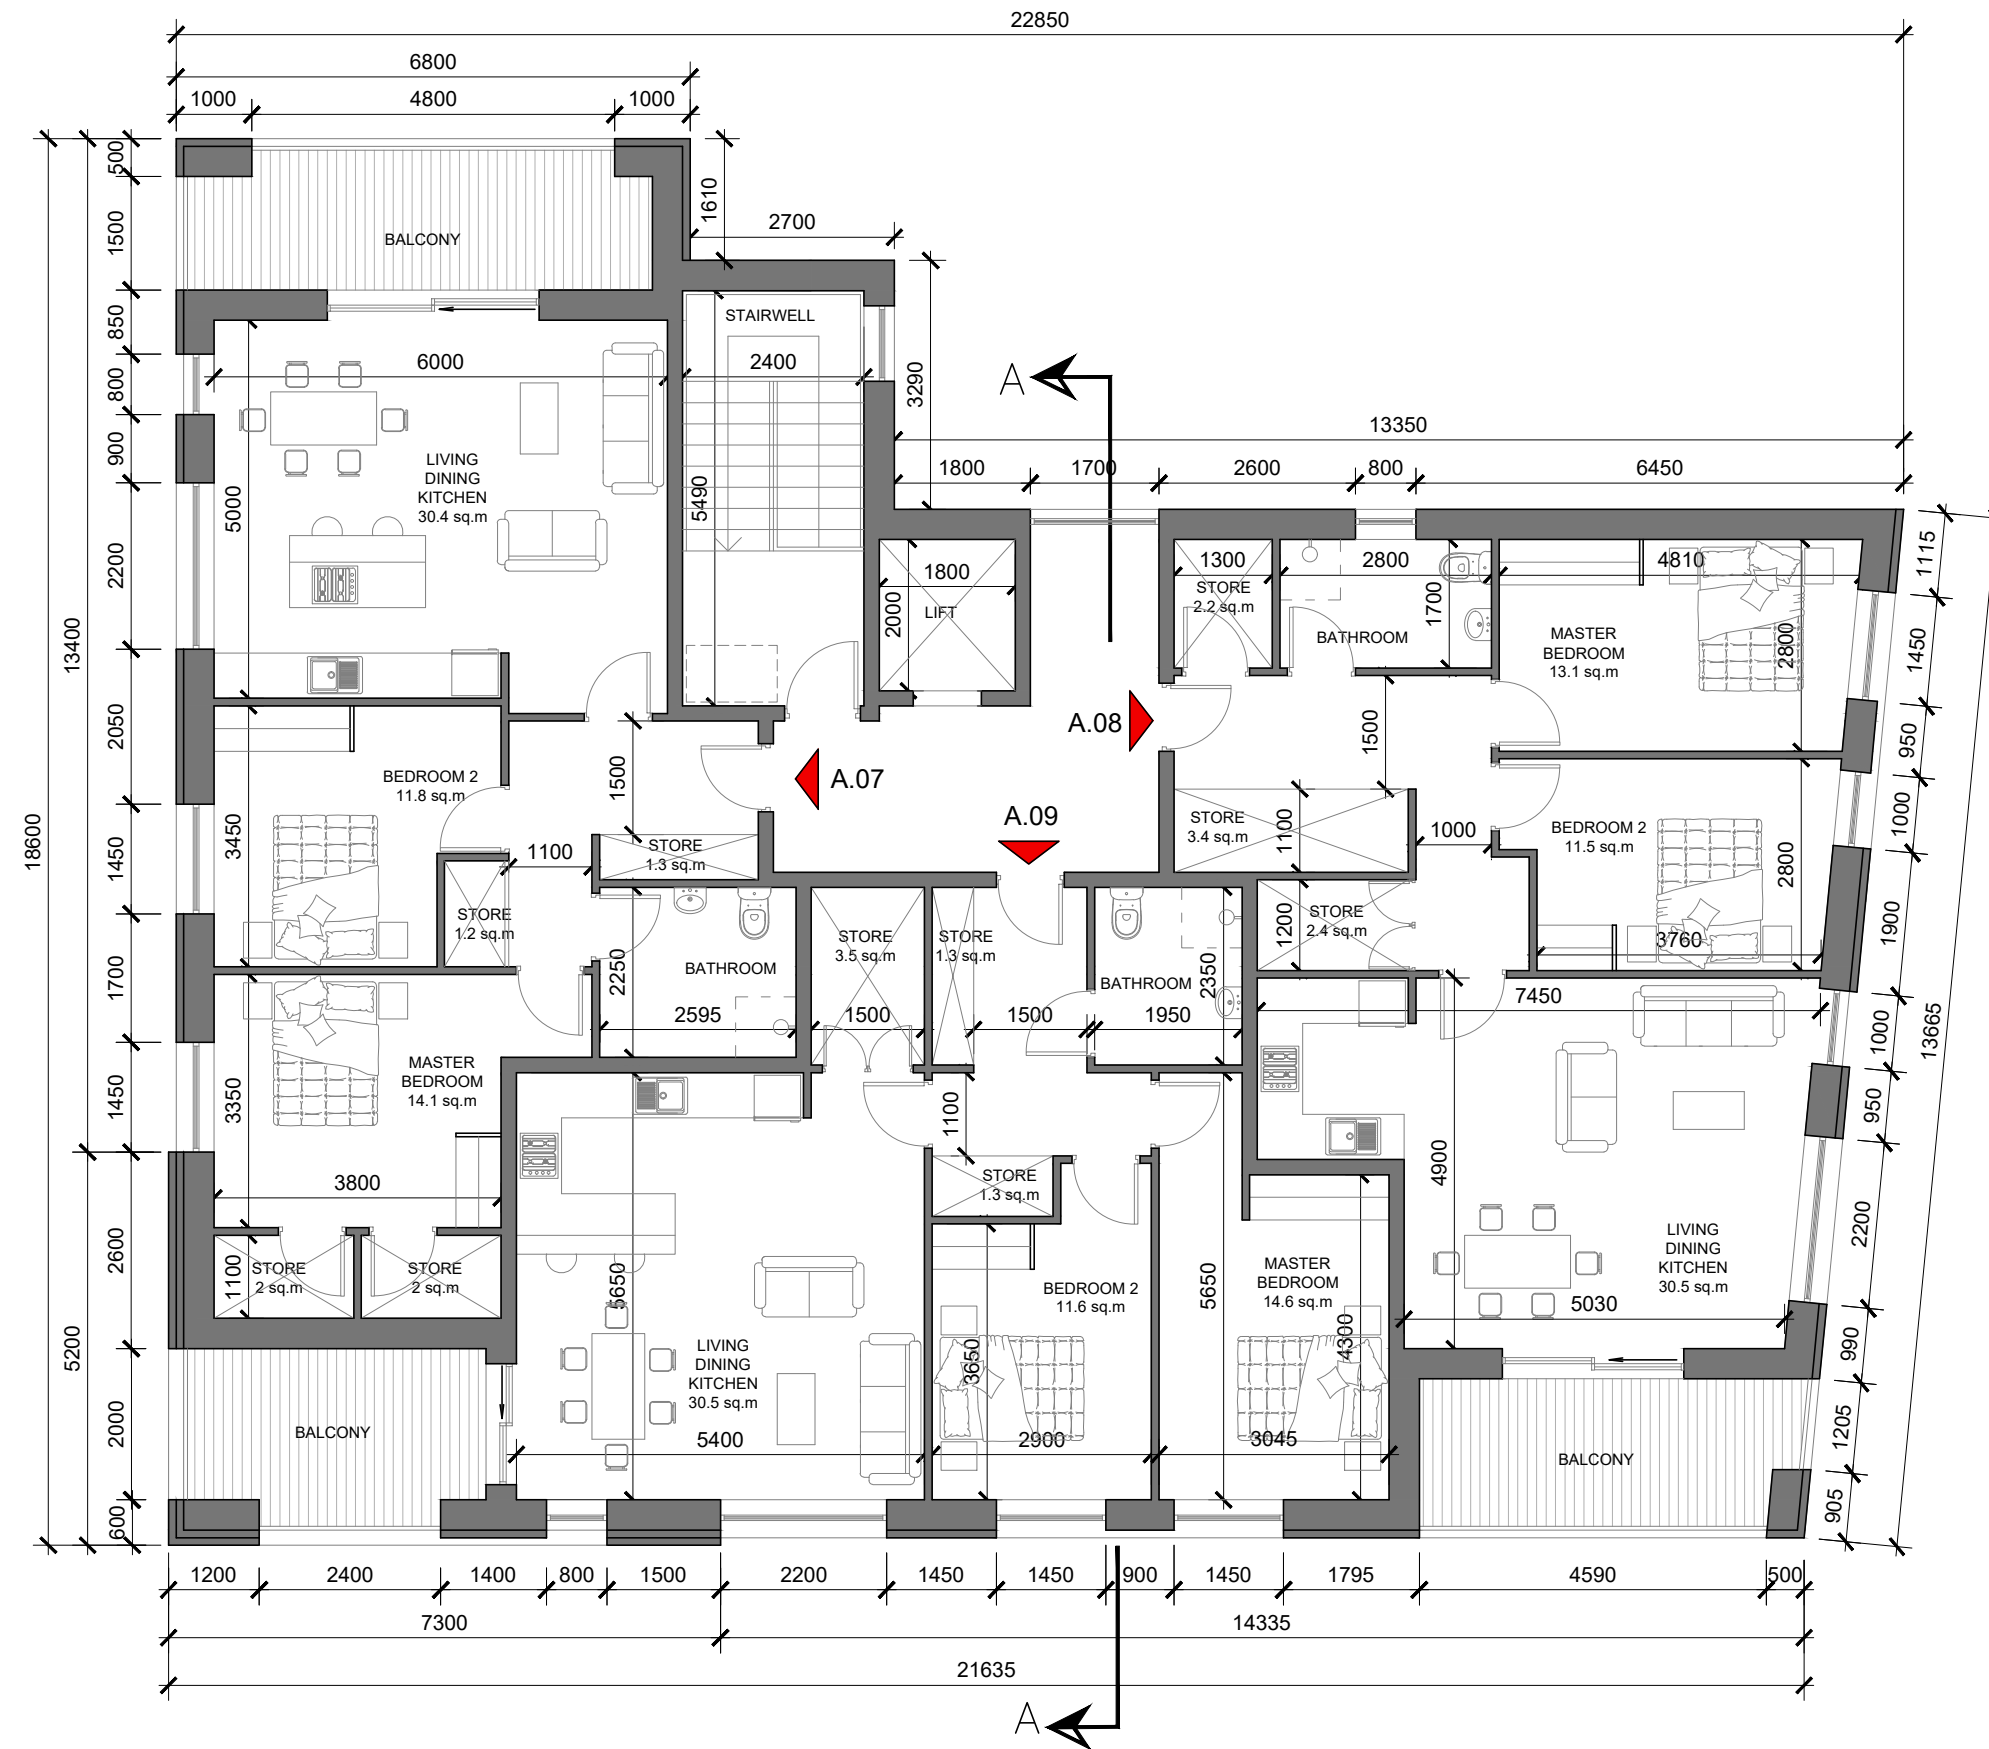 22850
6800
1000
4800
1000
500
1500
850
800
900
2200
2050
1450
1700
1450
2600
2000
600
13400
5200
18600
1610
2700
3290
13350
1800
1700
2600
800
6450
BALCONY
STAIRWELL
6000
2400
5490
5000
LIVING
DINING
KITCHEN
30.4 sq.m
A
1800
2000
LIFT
1300
STORE
2.2 sq.m
2800
1700
BATHROOM
4810
MASTER
BEDROOM
13.1 sq.m
2800
1115
1450
950
1000
1900
1000
950
2200
990
1205
905
13665
A.08
A.07
A.09
1500
BEDROOM 2
11.8 sq.m
3450
1500
1100
STORE
1.3 sq.m
STORE
1.2 sq.m
STORE
3.4 sq.m
1100
1000
BEDROOM 2
11.5 sq.m
2800
3760
STORE
2.4 sq.m
1200
BATHROOM
2250
2595
STORE
3.5 sq.m
1500
STORE
1.3 sq.m
1500
BATHROOM
2350
1950
7450
MASTER
BEDROOM
14.1 sq.m
3350
3800
1100
STORE
2 sq.m
STORE
2 sq.m
1100
STORE
1.3 sq.m
4900
LIVING
DINING
KITCHEN
30.5 sq.m
5030
5650
LIVING
DINING
KITCHEN
30.5 sq.m
5400
BEDROOM 2
11.6 sq.m
3650
2900
5650
MASTER
BEDROOM
14.6 sq.m
4300
3045
BALCONY
BALCONY
1200
2400
1400
800
1500
2200
1450
1450
900
1450
1795
4590
500
7300
14335
21635
A